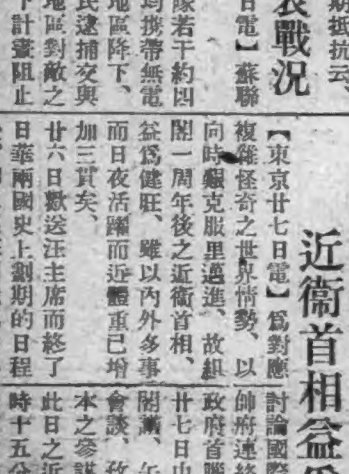 期抵抗云、
表戰況
日電】蘇聯
隊若干約四
均携帶無電
地區降下、
民逮捕交與
地區對敵之
下計畫阻止
近衞首相益
【東京廿七日電】爲對應
複雜怪奇之世界情勢、以
向時艱克服里邁進、故組
閣一周年後之近衞首相、
益爲健旺、雖以內外多事
而日夜活躍而近體重已增
加三貫矣、
廿六日歡送汪主席而終了
日華兩國史上劃期的日程
討論國際
帥府連絡
政府首腦
廿七日
閣議、午
會談、
本之參謀
此日之近
時十五分